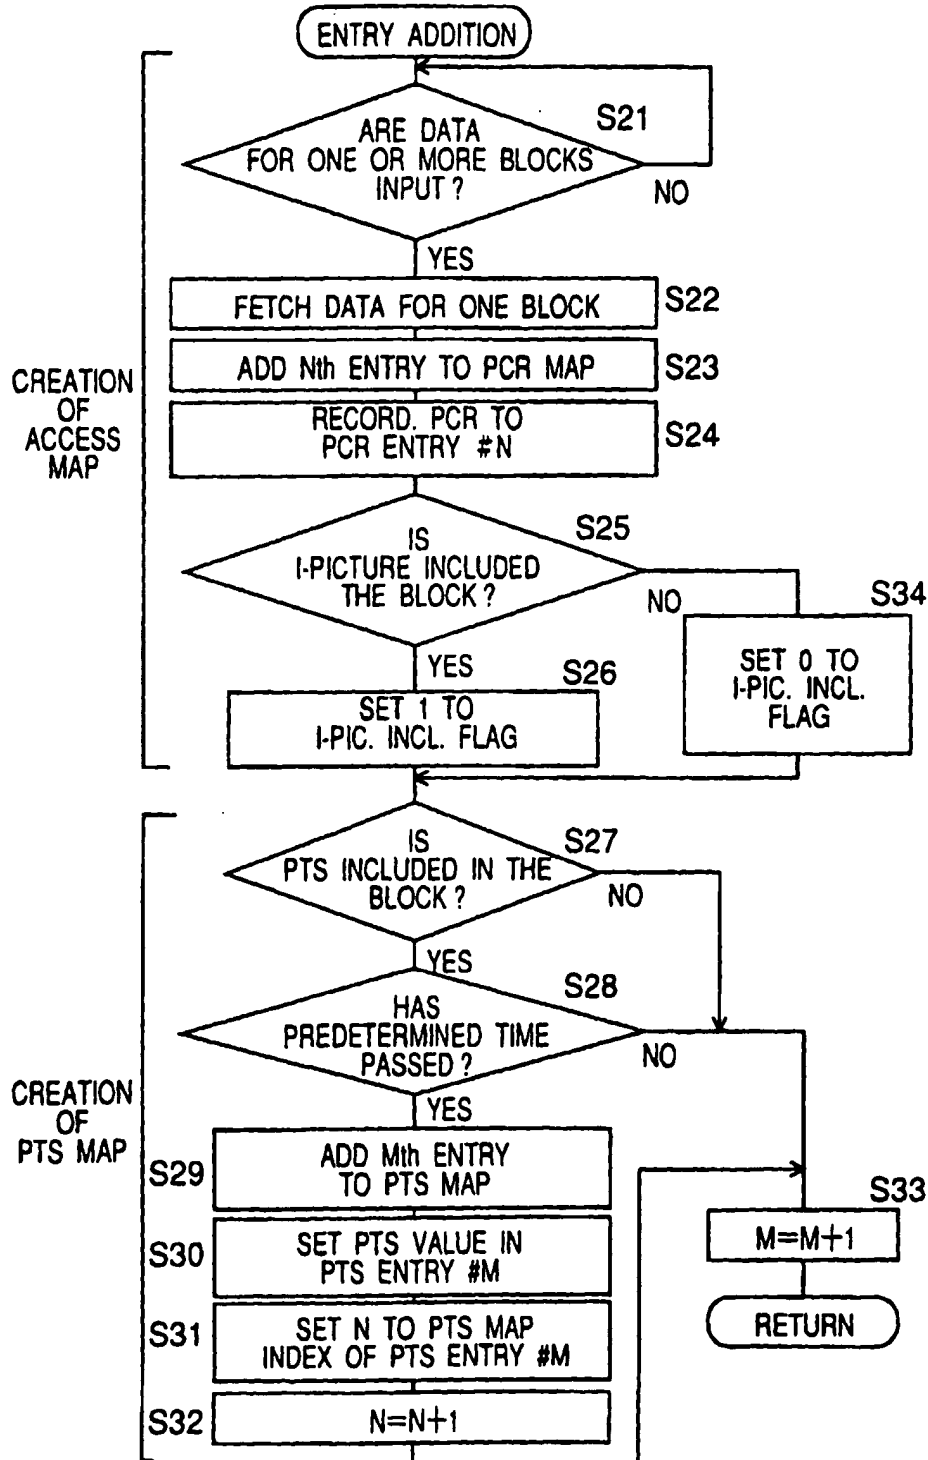 ENTRY ADDITION
ARE DATA
FOR ONE OR MORE BLOCKS
INPUT ?
S21
NO
YES
FETCH DATA FOR ONE BLOCK
S22
ADD Nth ENTRY TO PCR MAP
S23
RECORD. PCR TO
PCR ENTRY #N
S24
CREATION
OF
ACCESS
MAP
IS
I-PICTURE INCLUDED
THE BLOCK ?
S25
NO
YES
S34
SET 0 TO
I-PIC. INCL.
FLAG
S26
SET 1 TO
I-PIC. INCL. FLAG
IS
PTS INCLUDED IN THE
BLOCK ?
S27
NO
YES
HAS
PREDETERMINED TIME
PASSED ?
S28
NO
YES
CREATION
OF
PTS MAP
S29
ADD Mth ENTRY
TO PTS MAP
S30
SET PTS VALUE IN
PTS ENTRY #M
S31
SET N TO PTS MAP
INDEX OF PTS ENTRY #M
S32
N=N+1
S33
M=M+1
RETURN